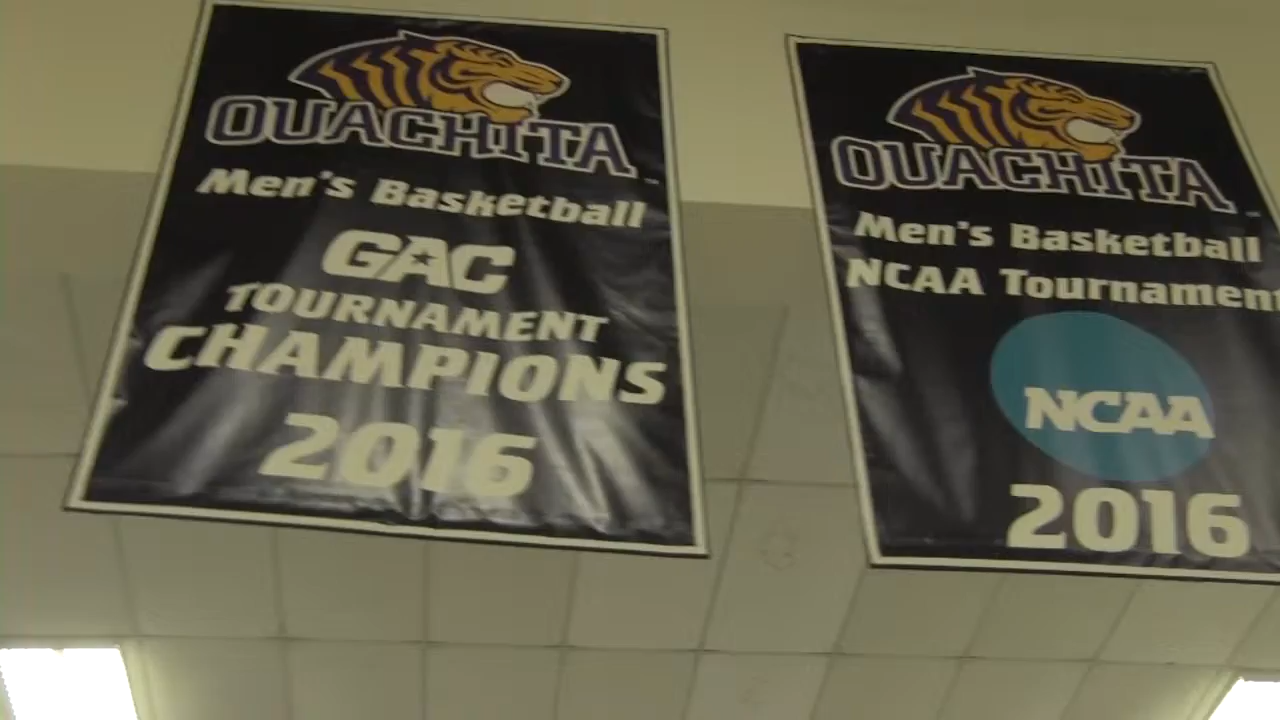 OUACHITA
Men's Basketball
GAC
TOURNAMENT
CHAMPIONS
2016
OUACHITA
Men's Basketball
NCAA Tournament
NCAA
2016